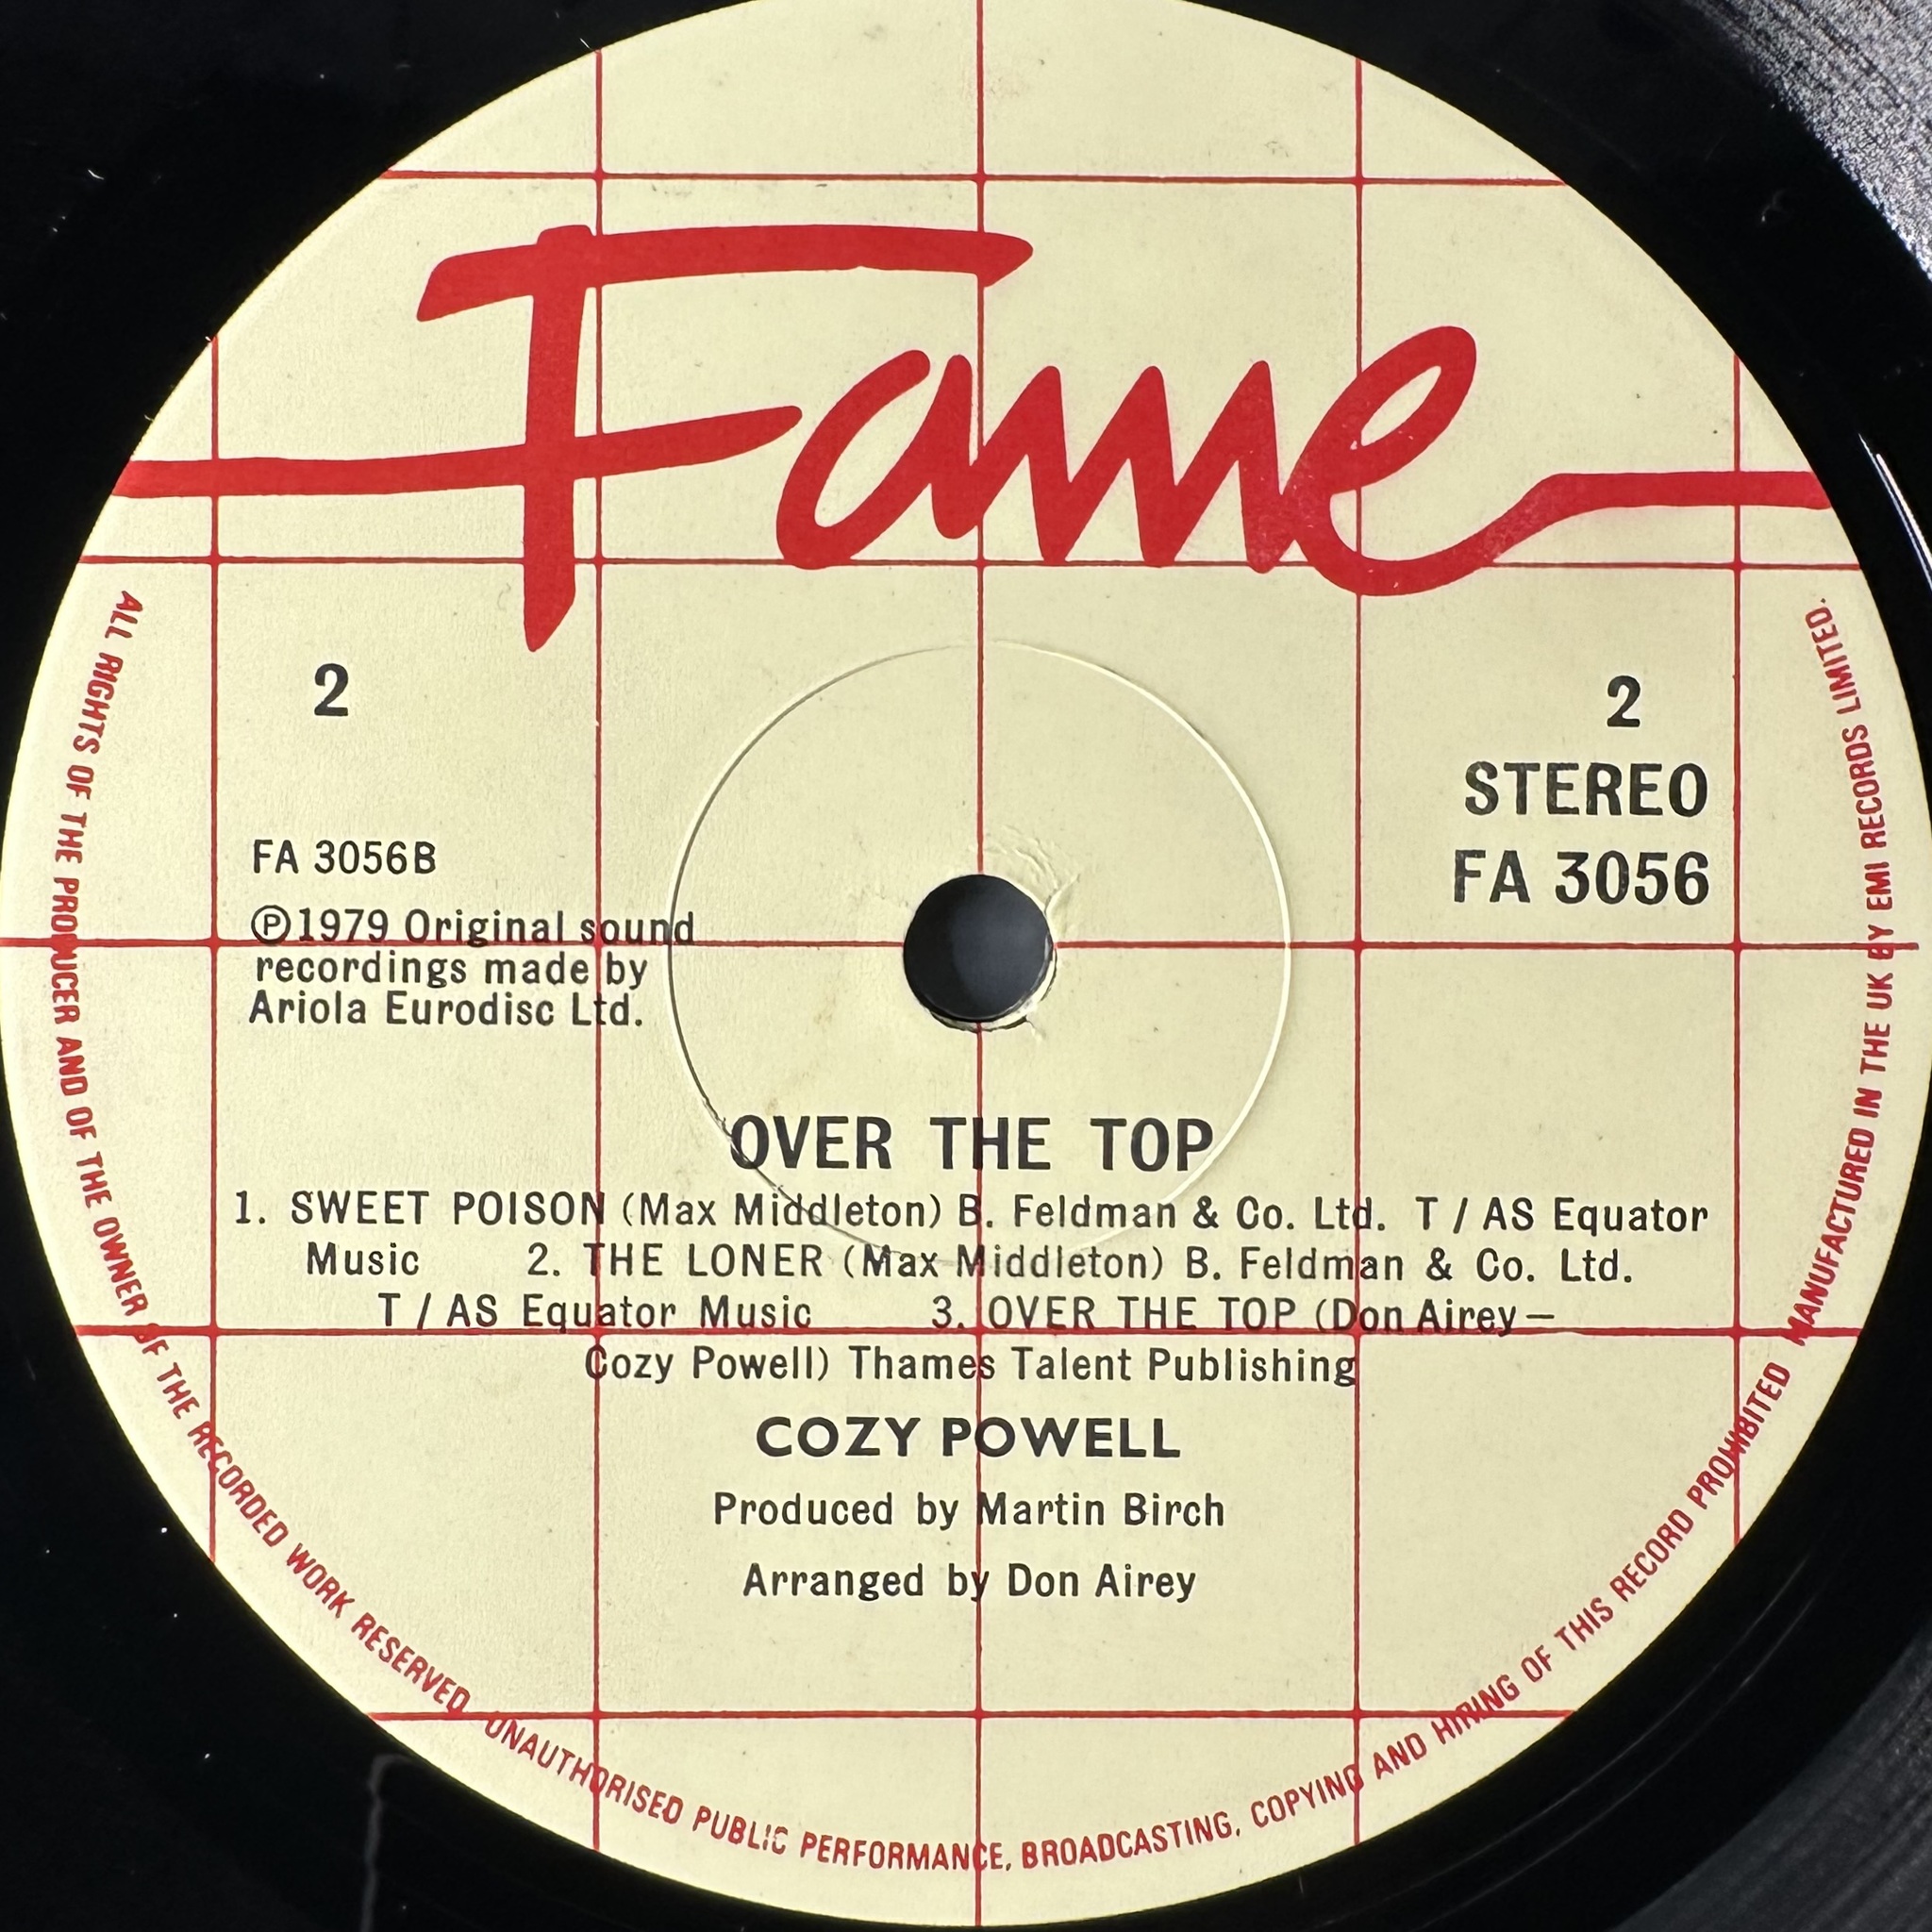 Fame
2
2
STEREO
FA 3056
FA 3056B
Ⓟ1979 Original sound
recordings made by
Ariola Eurodisc Ltd.
OVER THE TOP
1. SWEET POISON (Max Middleton) B. Feldman & Co. Ltd. T / AS Equator
Music 2. THE LONER (Max Middleton) B. Feldman & Co. Ltd.
T / AS Equator Music 3. OVER THE TOP (Don Airey—
Cozy Powell) Thames Talent Publishing
COZY POWELL
Produced by Martin Birch
Arranged by Don Airey
ALL RIGHTS OF THE PRODUCER AND OF THE OWNER OF THE RECORDED WORK RESERVED UNAUTHORISED PUBLIC PERFORMANCE, BROADCASTING, COPYING AND HIRING OF THIS RECORD PROHIBITED MANUFACTURED IN THE UK BY EMI RECORDS LIMITED.